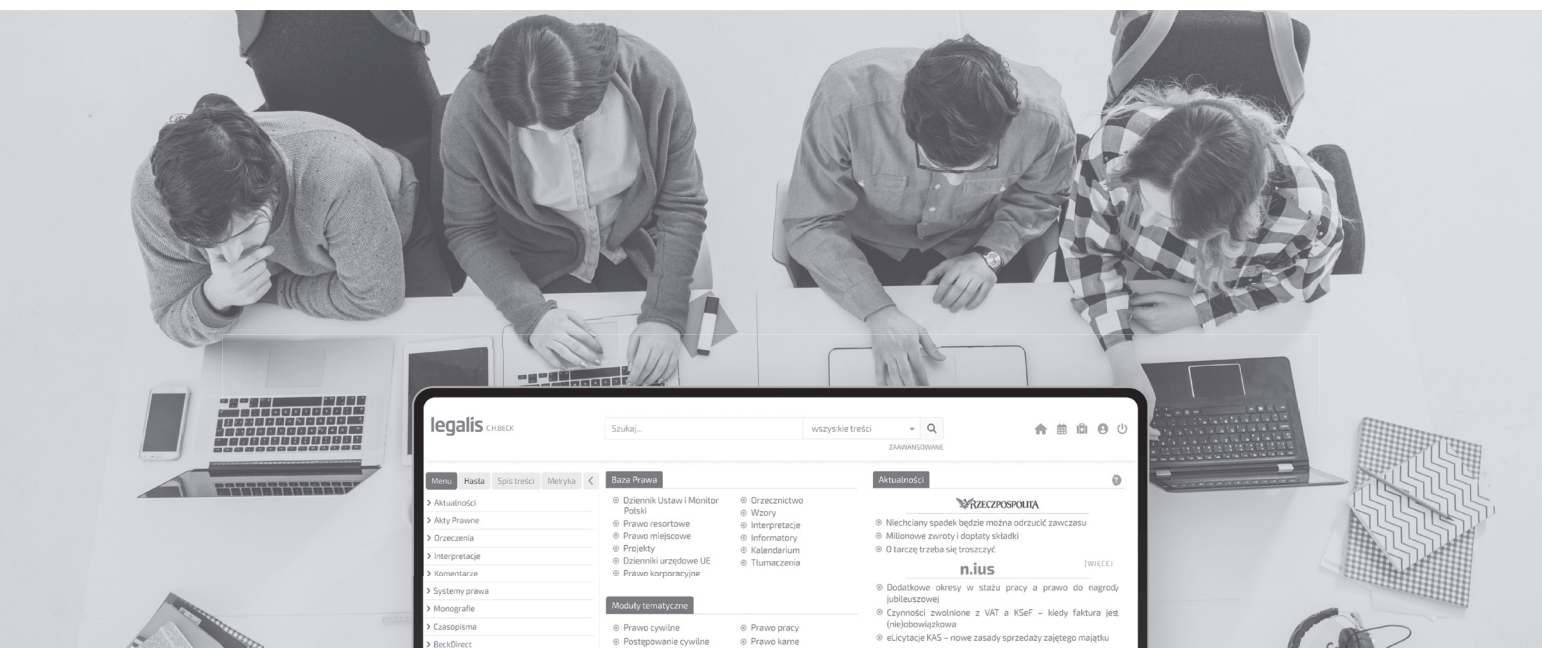 legalis C.H.BECK
Szukaj...
wszystkie treści
ZAAWANSOWANE
Menu Hasła Spis treści Metryka
Aktualności
Akty Prawne
Orzeczenia
Interpretacje
Komentarze
Systemy prawa
Monografie
Czasopisma
BeckDirect
Baza Prawa
Dziennik Ustaw i Monitor
Polski
Prawo resortowe
Prawo miejscowe
Projekty
Dzienniki urzędowe UE
Prawo korporacyjne
Orzecznictwo
Wzory
Interpretacje
Informatory
Kalendarium
Tłumaczenia
Moduły tematyczne
Prawo cywilne
Postępowanie cywilne
Prawo pracy
Prawo karne
Aktualności
RZECZPOSPOLITA
Niechciany spadek będzie można odrzucić zawczasu
Milionowe zwroty i dopłaty składki
O tarczę trzeba się troszczyć
[WIĘCEJ]
n.ius
Dodatkowe okresy w stażu pracy a prawo do nagrody
jubileuszowej
Czynności zwolnione z VAT a KSeF – kiedy faktura jest
(nie)obowiązkowa
eLicytacje KAS – nowe zasady sprzedaży zajętego majątku